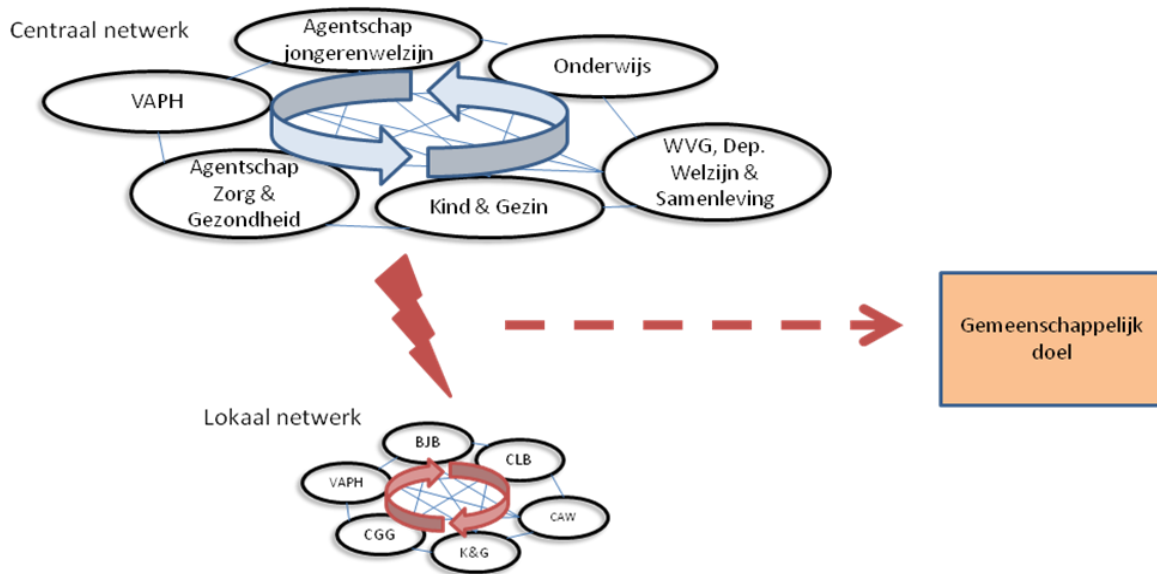 Centraal netwerk
Agentschap
jongerenwelzijn
Onderwijs
VAPH
WVG, Dep.
Welzijn &
Samenleving
Agentschap
Zorg &
Gezondheid
Kind & Gezin
Gemeenschappelijk
doel
Lokaal netwerk
BJB
CLB
VAPH
CAW
CGG
K&G